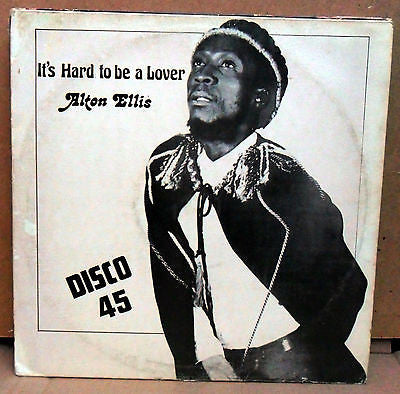 It's Hard to be a Lover
Alton Ellis
DISCO
45